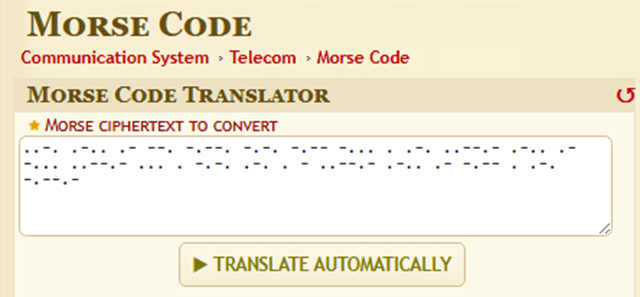 MORSE CODE
Communication System › Telecom › Morse Code
MORSE CODE TRANSLATOR
MORSE CIPHERTEXT TO CONVERT
..-. .-.. .- --. -.--. -.-. -.-- -... . .-. ..--.- .-.. .-
-... ..--.- ... . -.-. .-. . - ..--.- .-.. .- -.-- . .-.
-.--.-
TRANSLATE AUTOMATICALLY